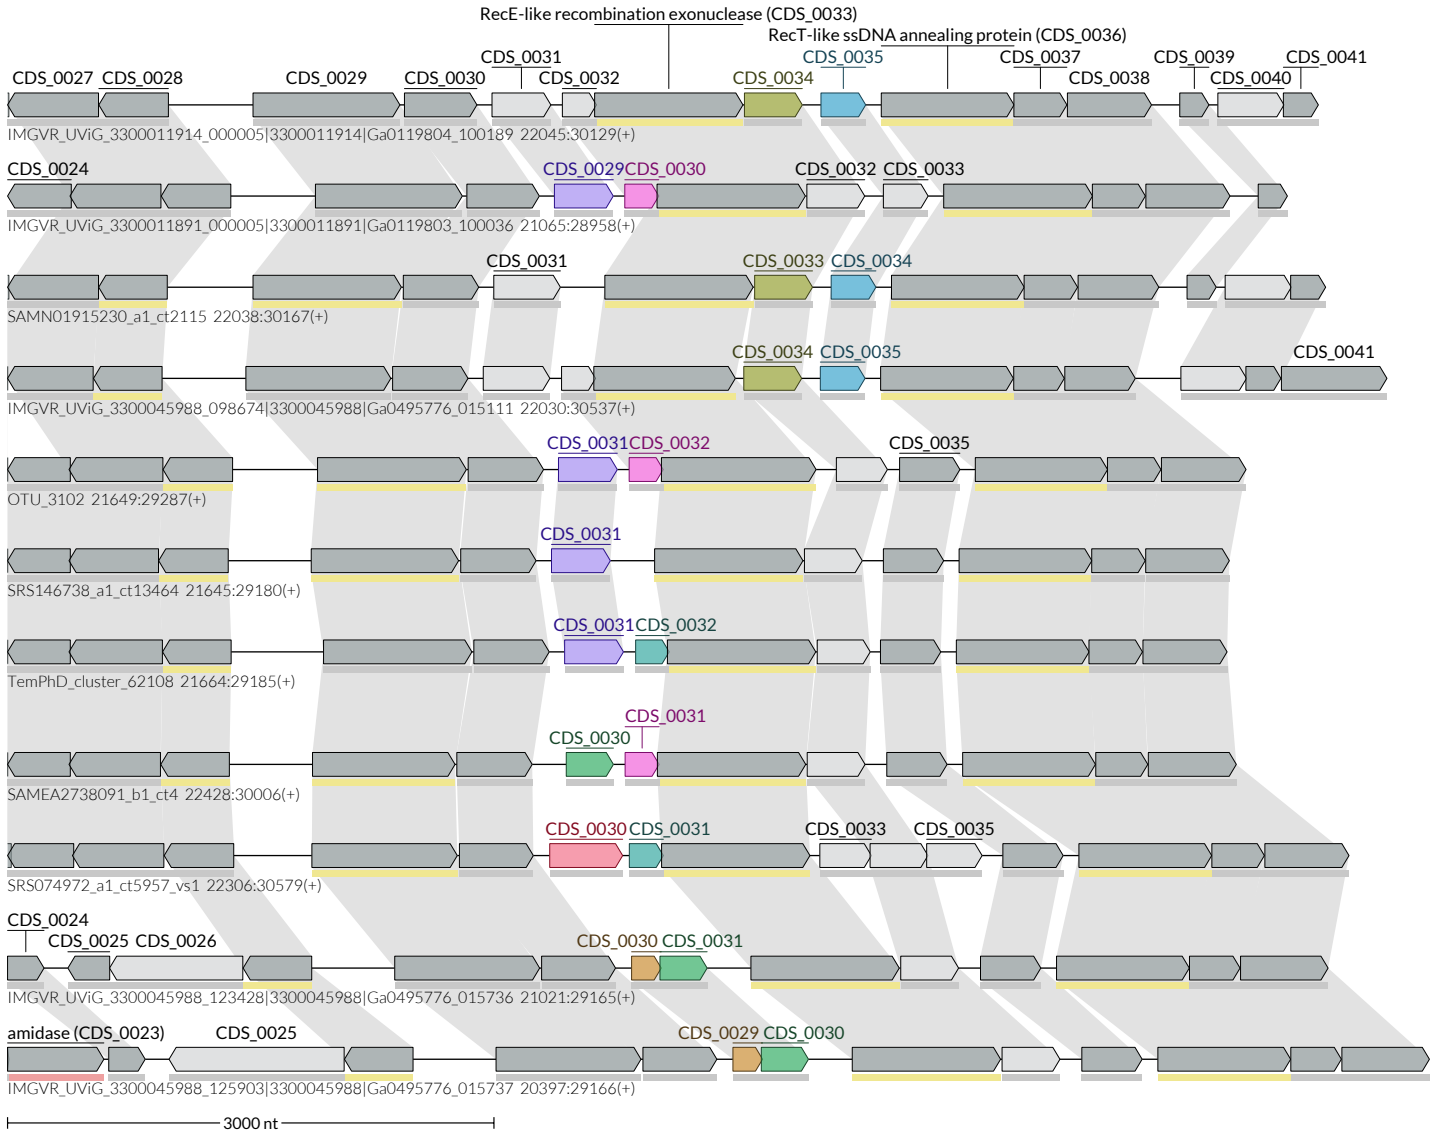 RecE-like recombination exonuclease (CDS_0033)
RecT-like ssDNA annealing protein (CDS_0036)
CDS_0031 CDS_0035 CDS_0037 CDS_0039 CDS_0041
CDS_0027 CDS_0028 CDS_0029 CDS_0030 CDS_0032 CDS_0034 CDS_0038 CDS_0040
IMGVR_UViG_3300011914_000005|3300011914|Ga0119804_100189 22045:30129(+)
CDS_0024 CDS_0029 CDS_0030 CDS_0032 CDS_0033
IMGVR_UViG_3300011891_000005|3300011891|Ga0119803_100036 21065:28958(+)
CDS_0031 CDS_0033 CDS_0034
SAMN01915230_a1_ct2115 22038:30167(+)
CDS_0034 CDS_0035 CDS_0041
IMGVR_UViG_3300045988_098674|3300045988|Ga0495776_015111 22030:30537(+)
CDS_0031 CDS_0032 CDS_0035
OTU_3102 21649:29287(+)
CDS_0031
SRS146738_a1_ct13464 21645:29180(+)
CDS_0031 CDS_0032
TemPhD_cluster_62108 21664:29185(+)
CDS_0031
CDS_0030
SAMEA2738091_b1_ct4 22428:30006(+)
CDS_0030 CDS_0031 CDS_0033 CDS_0035
SRS074972_a1_ct5957_vs1 22306:30579(+)
CDS_0024
CDS_0025 CDS_0026 CDS_0030 CDS_0031
IMGVR_UViG_3300045988_123428|3300045988|Ga0495776_015736 21021:29165(+)
amidase (CDS_0023) CDS_0025 CDS_0029 CDS_0030
IMGVR_UViG_3300045988_125903|3300045988|Ga0495776_015737 20397:29166(+)
3000 nt